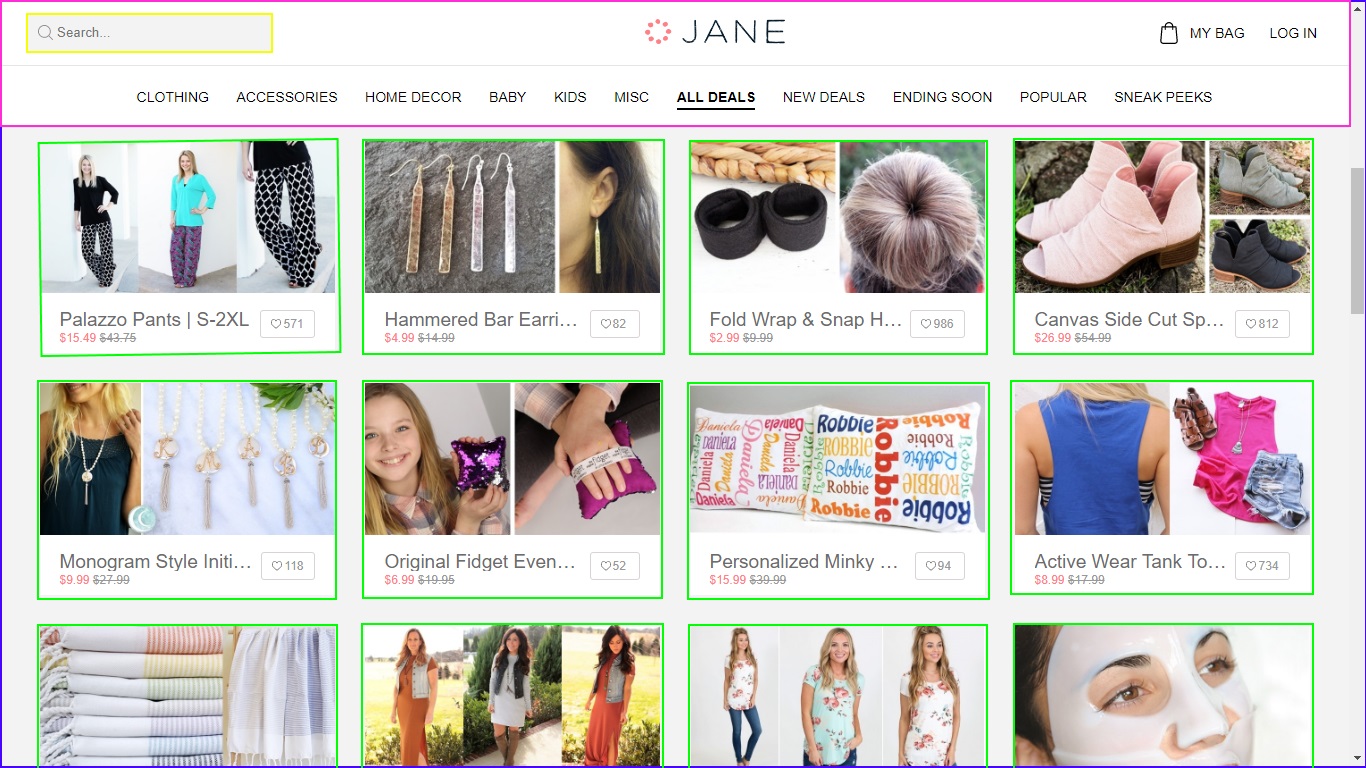 Search...
JANE
MY BAG LOG IN
CLOTHING ACCESSORIES HOME DECOR BABY KIDS MISC ALL DEALS NEW DEALS ENDING SOON POPULAR SNEAK PEEKS
Palazzo Pants | S-2XL
571
$15.49 $43.75
Hammered Bar Earri...
82
$4.99 $14.99
Fold Wrap & Snap H...
986
$2.99 $9.99
Canvas Side Cut Sp...
812
$26.99 $54.99
Monogram Style Initi...
118
$9.99 $27.99
Original Fidget Even...
52
$6.99 $19.95
Daniela Daniela Daniela Daniela
Robbie Robbie Robbie Robbie
ROBBIE Robbie
Robbie Robbie
Personalized Minky ...
94
$15.99 $39.99
Active Wear Tank To...
734
$8.99 $17.99